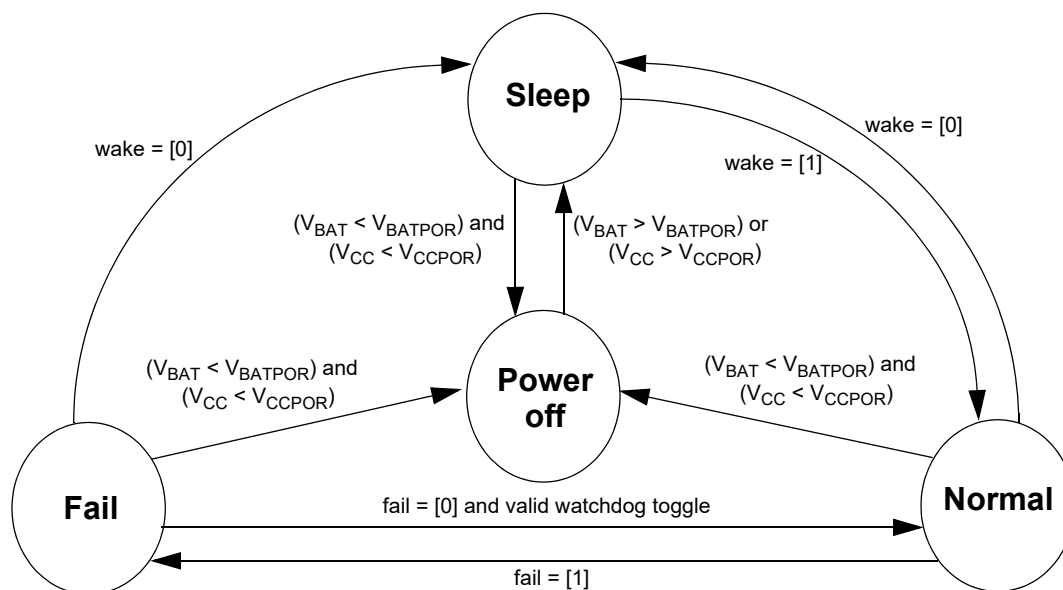 Sleep
wake = [0]
wake = [0]
wake = [1]
(VBAT < VBATPOR) and
(VCC < VCCPOR)
(VBAT > VBATPOR) or
(VCC > VCCPOR)
(VBAT < VBATPOR) and
(VCC < VCCPOR)
Power
off
(VBAT < VBATPOR) and
(VCC < VCCPOR)
Fail
fail = [0] and valid watchdog toggle
Normal
fail = [1]